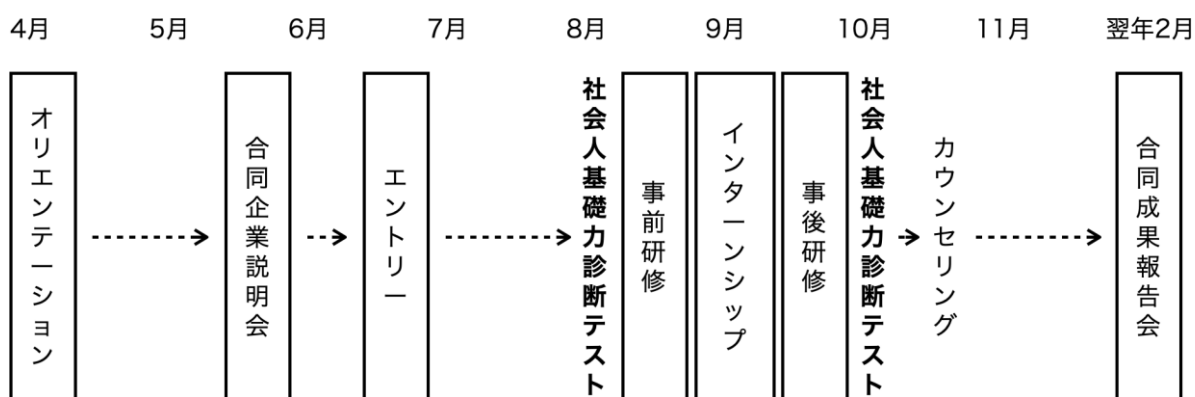 4月 5月 6月 7月 8月 9月 10月 11月 翌年2月
オリエンテーション
合同企業説明会
エントリー
社会人基礎力診断テスト
事前研修
インターンシップ
事後研修
社会人基礎力診断テスト
カウンセリング
合同成果報告会